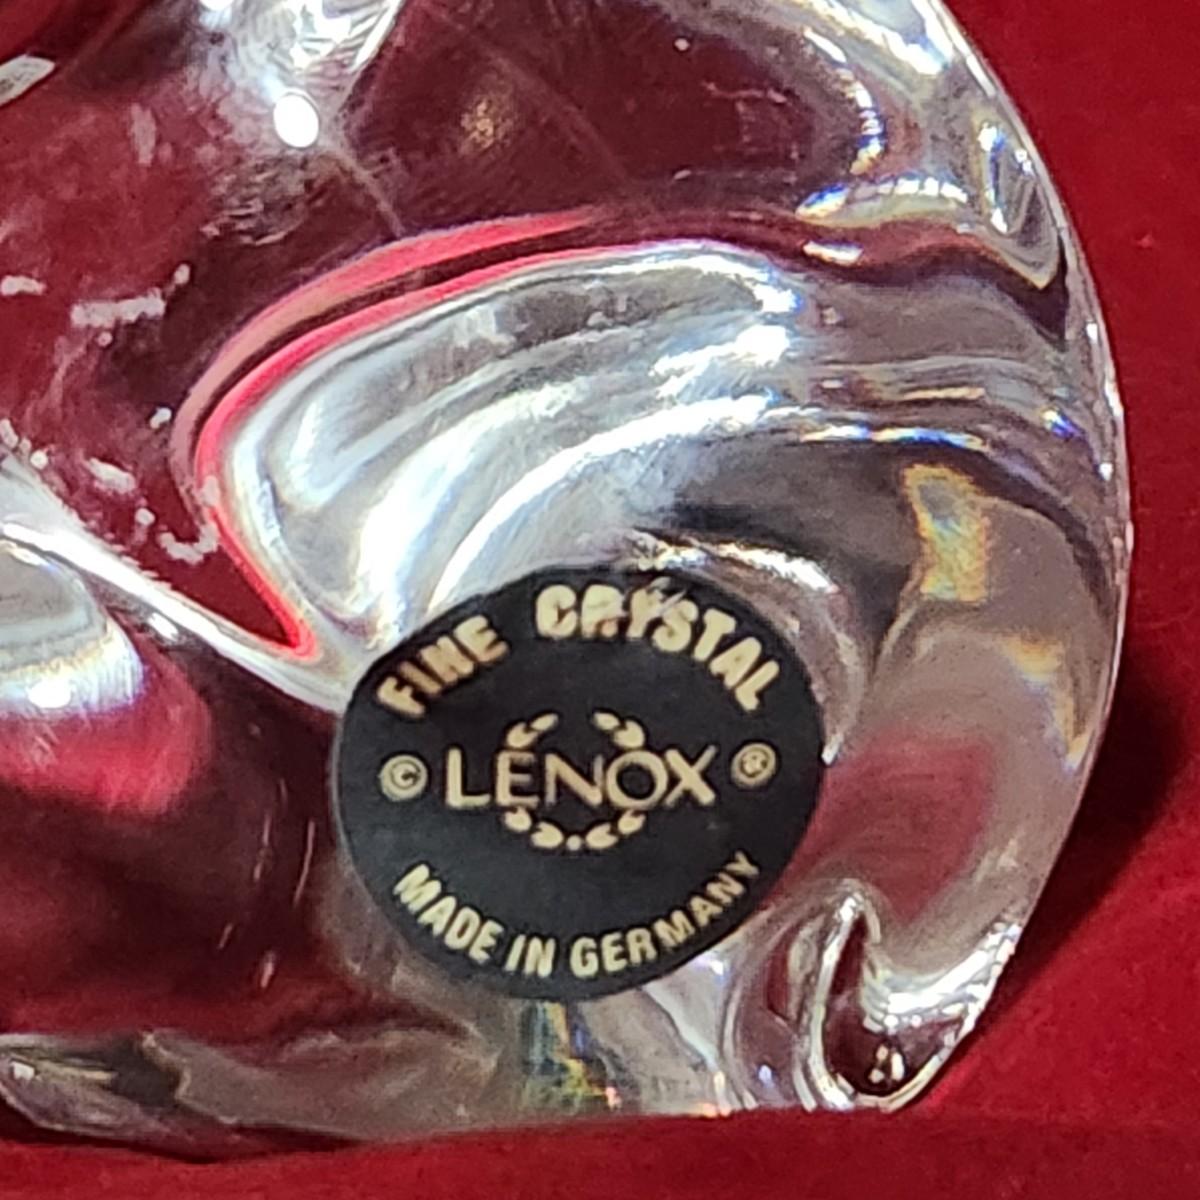 FINE CRYSTAL
© LENOX ®
MADE IN GERMANY